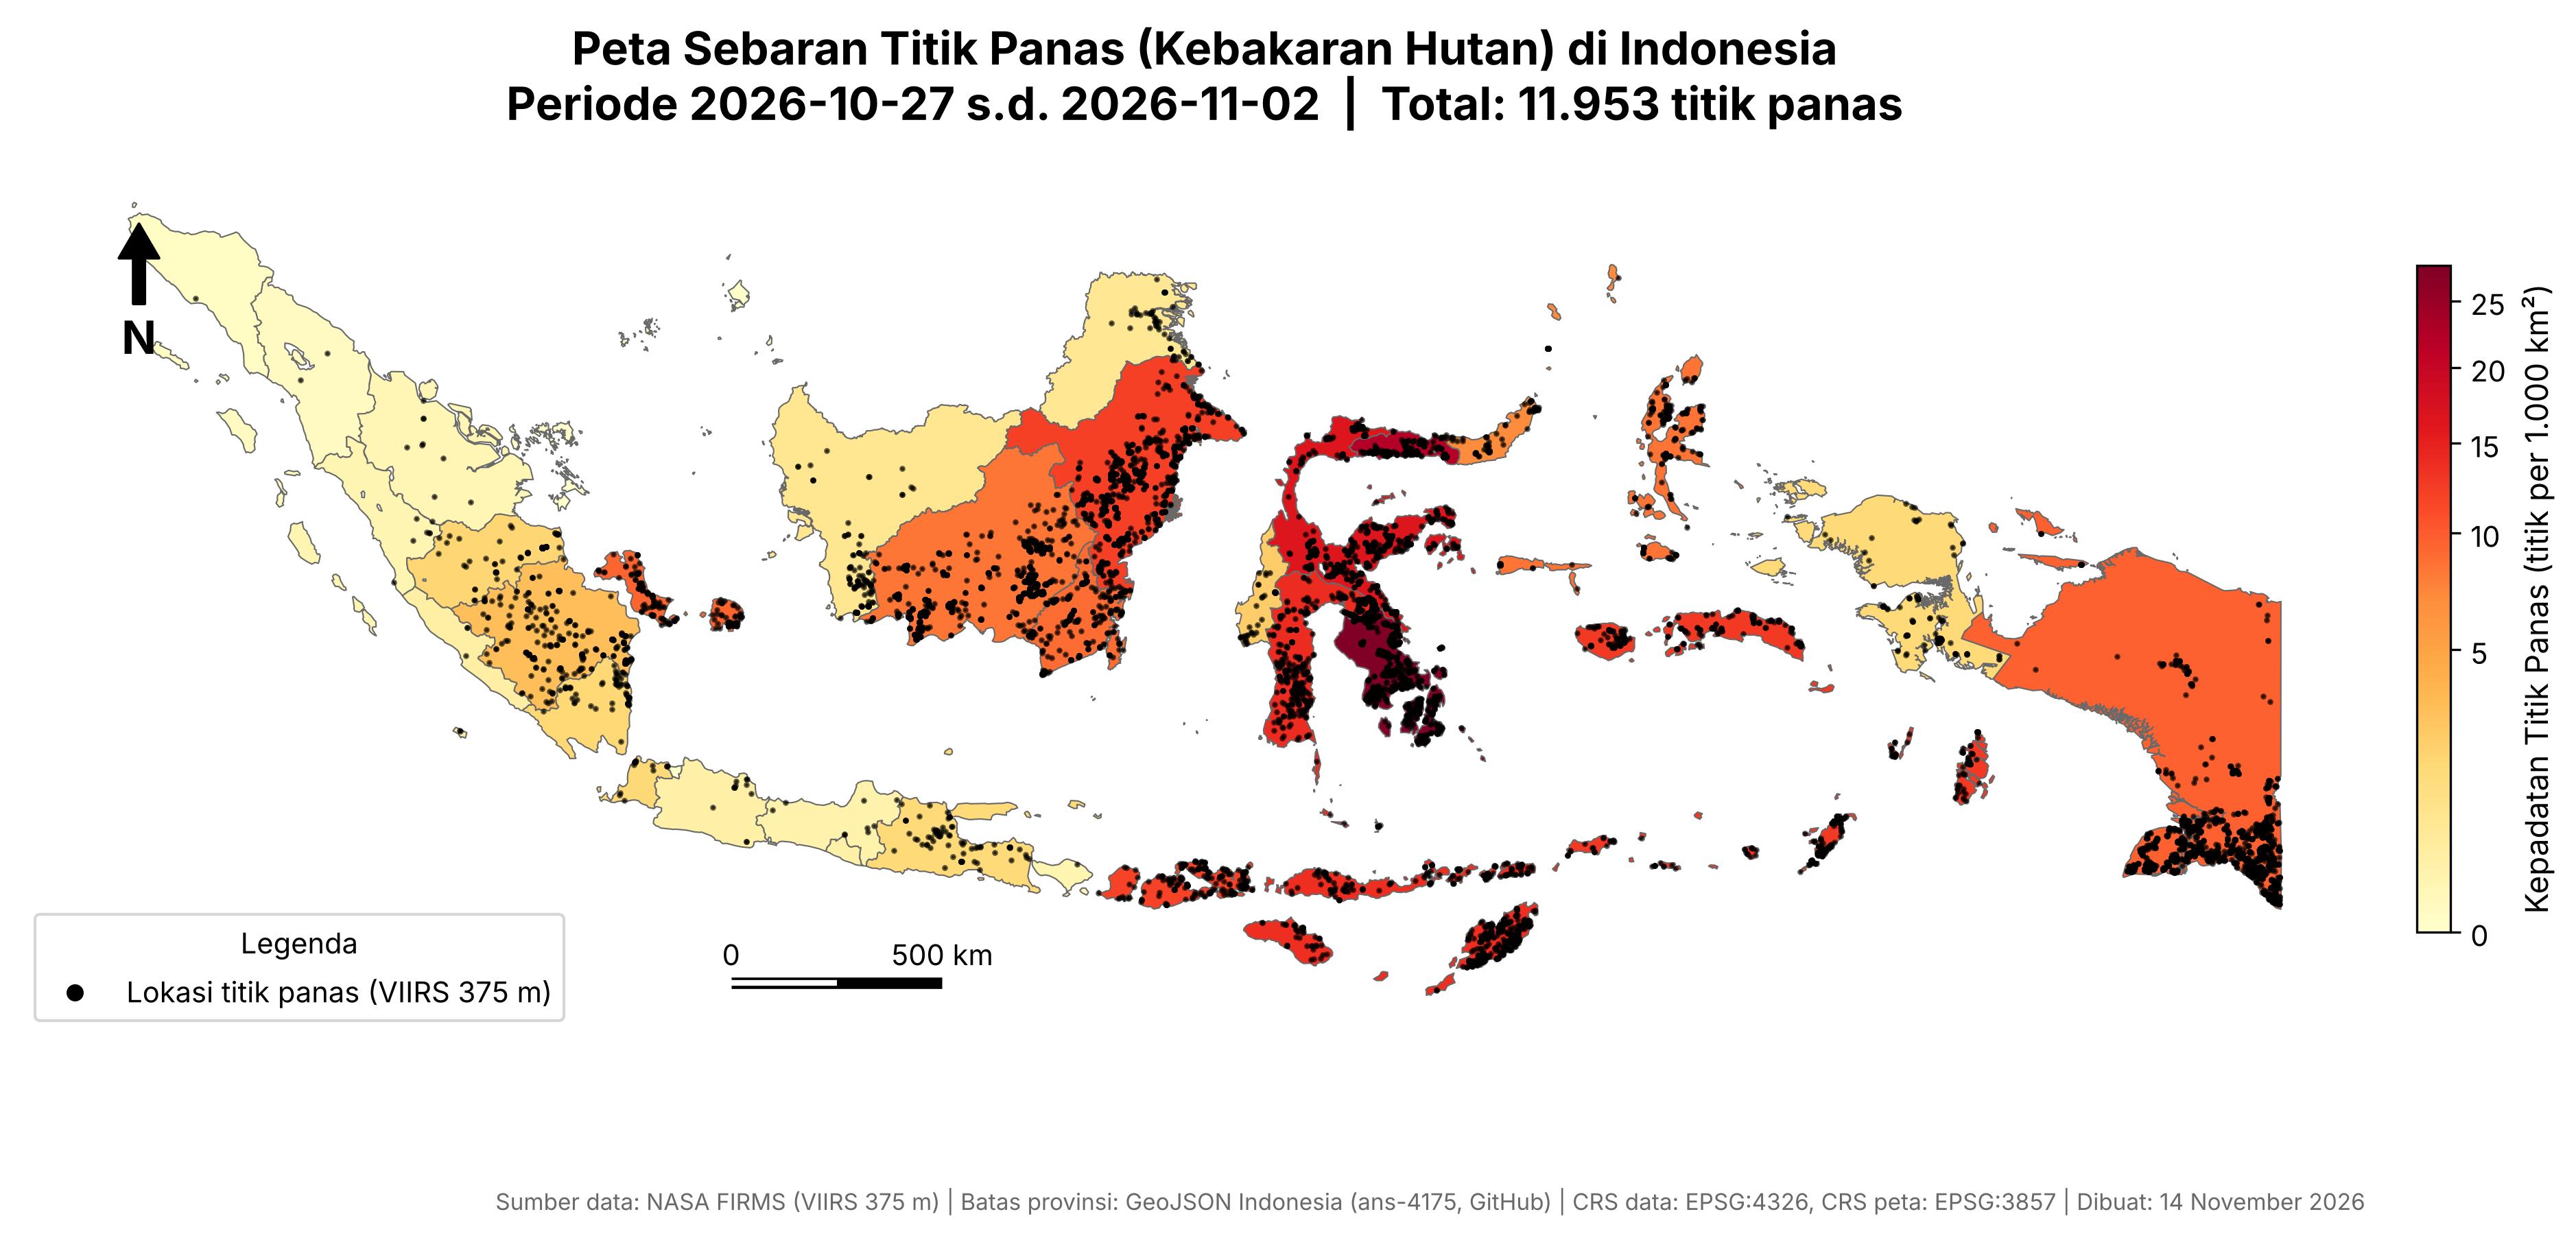 Peta Sebaran Titik Panas (Kebakaran Hutan) di Indonesia
Periode 2026-10-27 s.d. 2026-11-02 | Total: 11.953 titik panas
N
25
20
15
10
5
0
Kepadatan Titik Panas (titik per 1.000 km²)
Legenda
Lokasi titik panas (VIIRS 375 m)
0 500 km
Sumber data: NASA FIRMS (VIIRS 375 m) | Batas provinsi: GeoJSON Indonesia (ans-4175, GitHub) | CRS data: EPSG:4326, CRS peta: EPSG:3857 | Dibuat: 14 November 2026